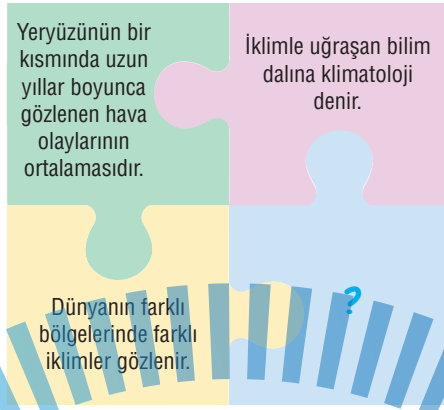 Yeryüzünün bir
kısmında uzun
yıllar boyunca
gözlenen hava
olaylarının
ortalamasıdır.
İklimle uğraşan bilim
dalına klimatoloji
denir.
Dünyanın farklı
bölgelerinde farklı
iklimler gözlenir.
?